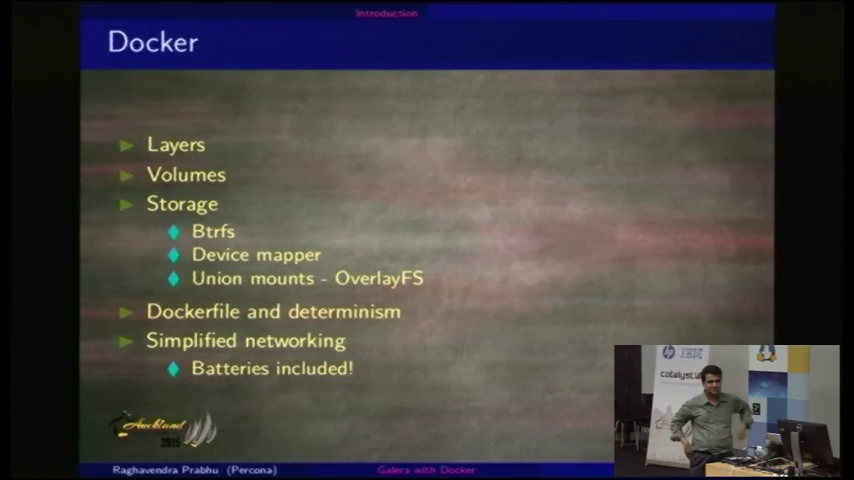 Introduction
Docker
Layers
Volumes
Storage
Btrfs
Device mapper
Union mounts - OverlayFS
Dockerfile and determinism
Simplified networking
Batteries included!
Auckland
2015
Raghavendra Prabhu (Percona)
Galera with Docker
hp
IBM
catalyst